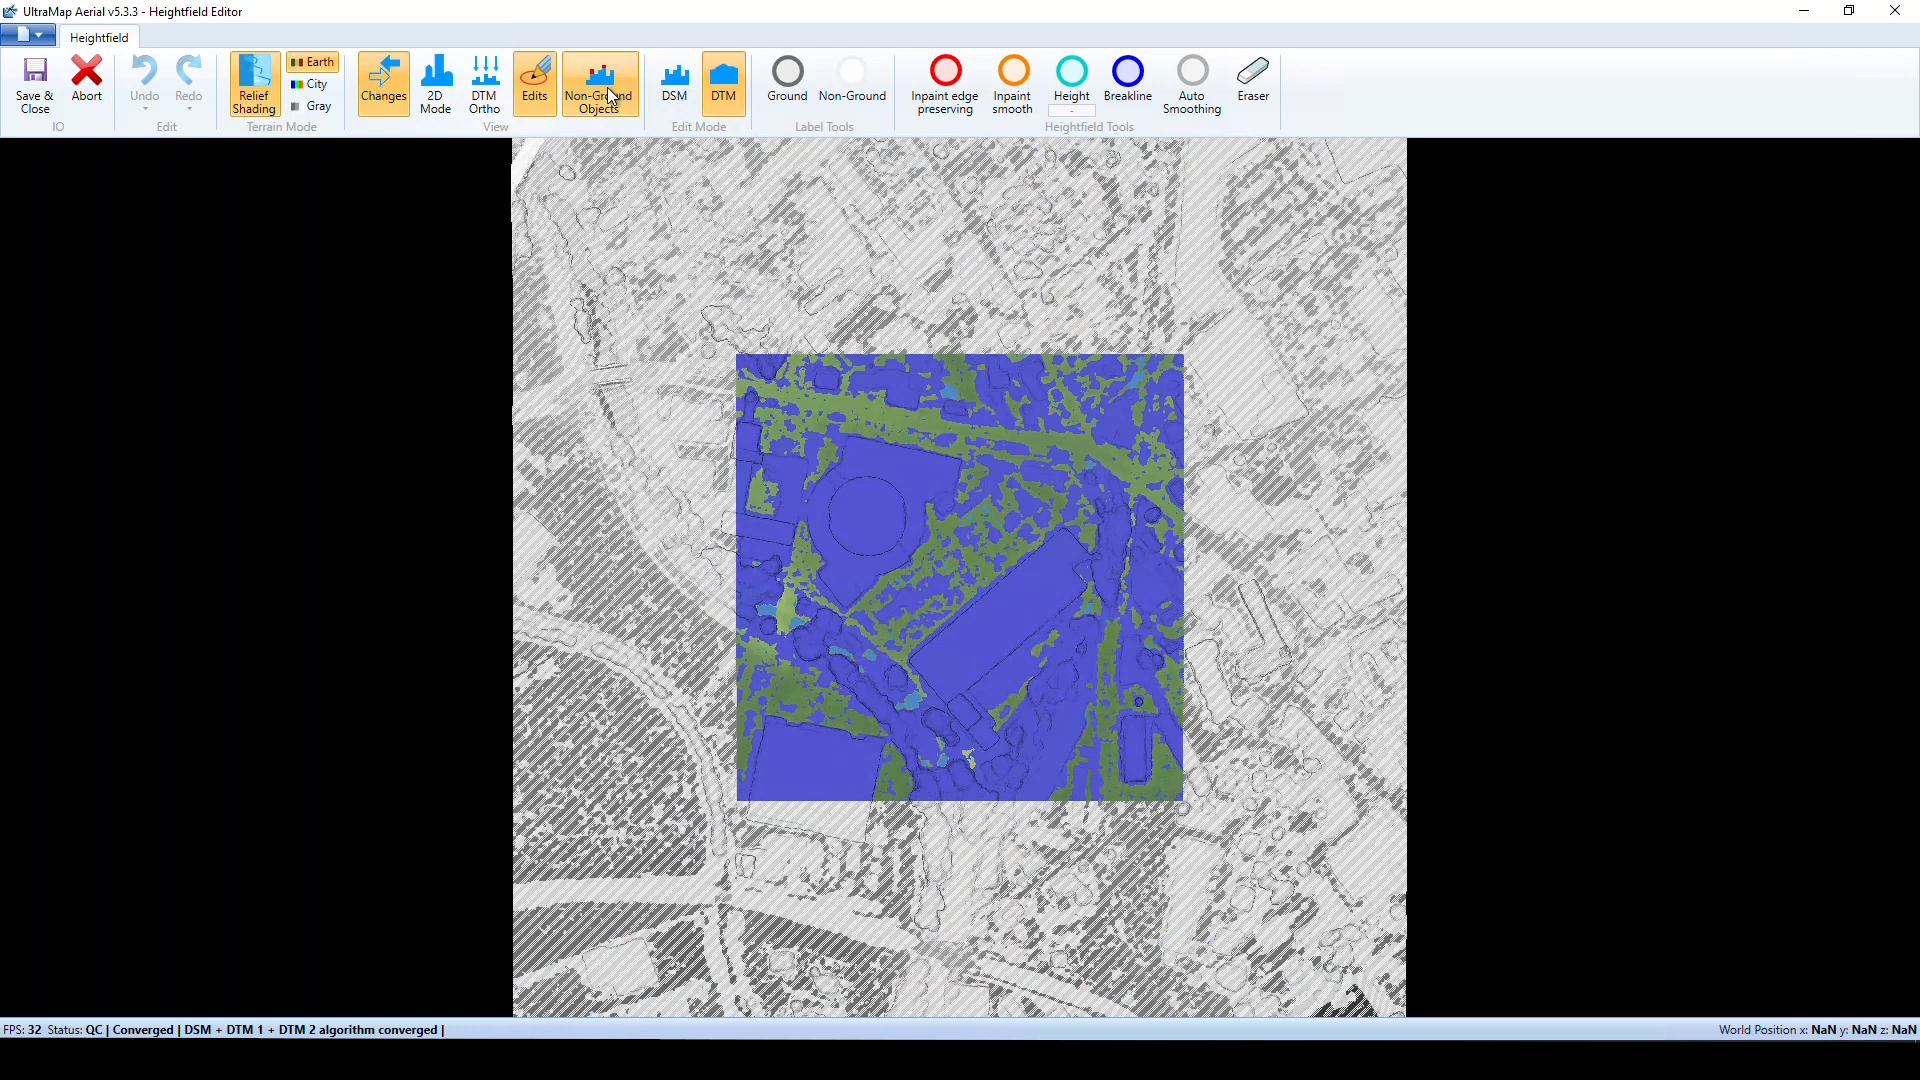 UltraMap Aerial v5.3.3 - Heightfield Editor
Heightfield
Save & Close
Abort
IO
Undo
Redo
Edit
Relief Shading
Earth
City
Gray
Terrain Mode
Changes
2D Mode
DTM Ortho
Edits
Non-Ground Objects
View
DSM
DTM
Edit Mode
Ground
Non-Ground
Label Tools
Inpaint edge preserving
Inpaint smooth
Height
-
Breakline
Auto Smoothing
Eraser
Heightfield Tools
FPS: 32 Status: QC | Converged | DSM + DTM 1 + DTM 2 algorithm converged |
World Position x: NaN y: NaN z: NaN